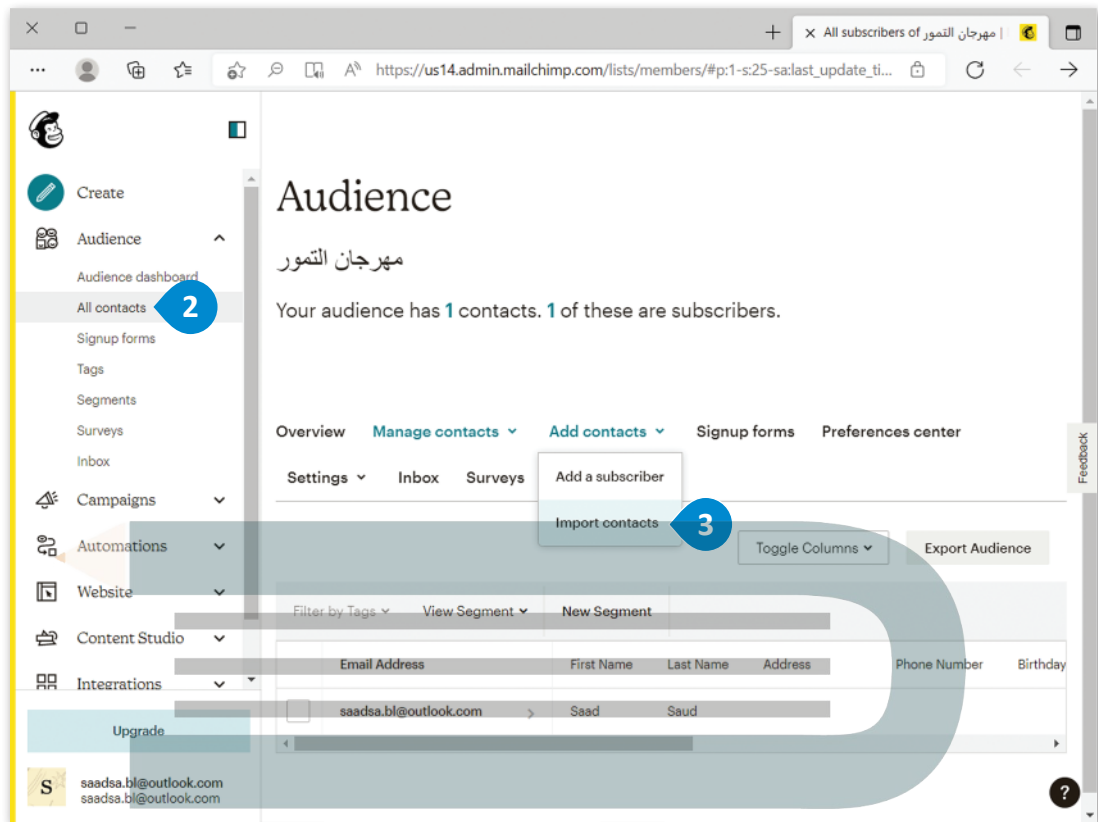 All subscribers of مهرجان التمور |
https://us14.admin.mailchimp.com/lists/members/#p:1-s:25-sa:last_update_ti...
Create
Audience
Audience dashboard
All contacts
2
Signup forms
Tags
Segments
Surveys
Inbox
Campaigns
Automations
Website
Content Studio
Integrations
Upgrade
S
saadsa.bl@outlook.com
saadsa.bl@outlook.com
Audience
مهرجان التمور
Your audience has 1 contacts. 1 of these are subscribers.
Overview Manage contacts Add contacts Signup forms Preferences center
Settings Inbox Surveys
Add a subscriber
Import contacts
3
Toggle Columns Export Audience
Filter by Tags View Segment New Segment
Email Address First Name Last Name Address Phone Number Birthday
saadsa.bl@outlook.com Saad Saud
Feedback
?